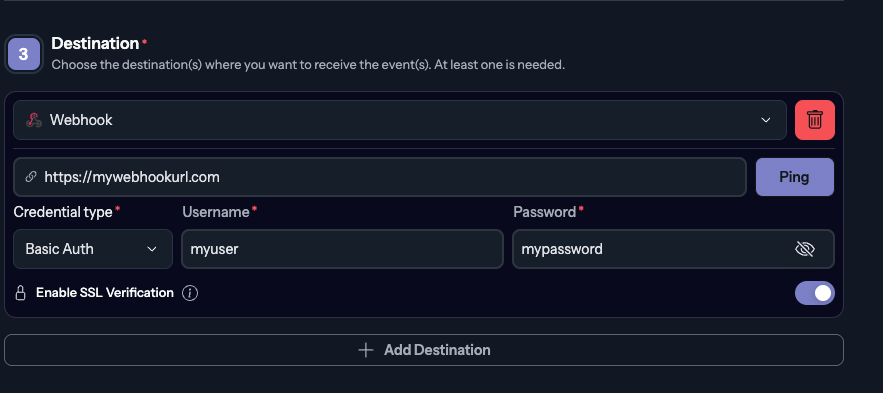 3
Destination *
Choose the destination(s) where you want to receive the event(s). At least one is needed.
Webhook
https://mywebhookurl.com
Ping
Credential type * Username * Password *
Basic Auth myuser mypassword
Enable SSL Verification i
Add Destination